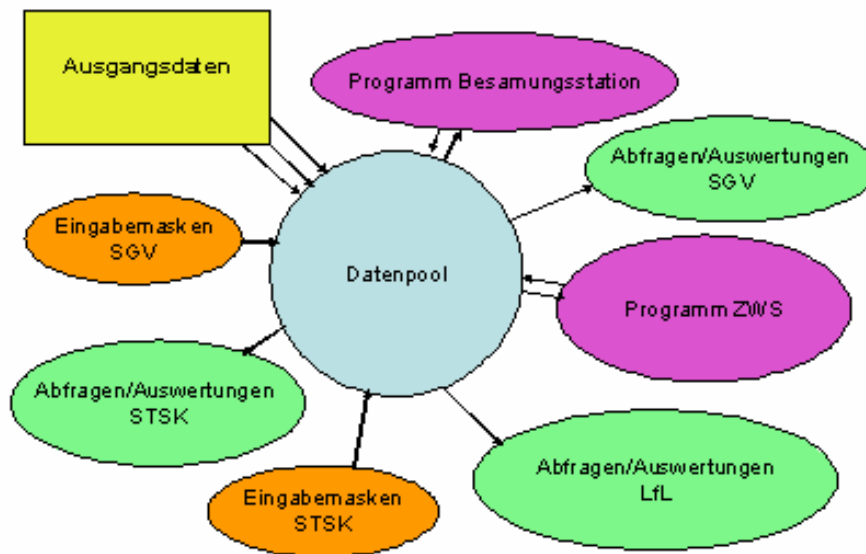 Ausgangsdaten
Programm Besamungsstation
Abfragen/Auswertungen
SGV
Eingabemasken
SGV
Datenpool
Programm ZWS
Abfragen/Auswertungen
STSK
Abfragen/Auswertungen
LfL
Eingabemasken
STSK